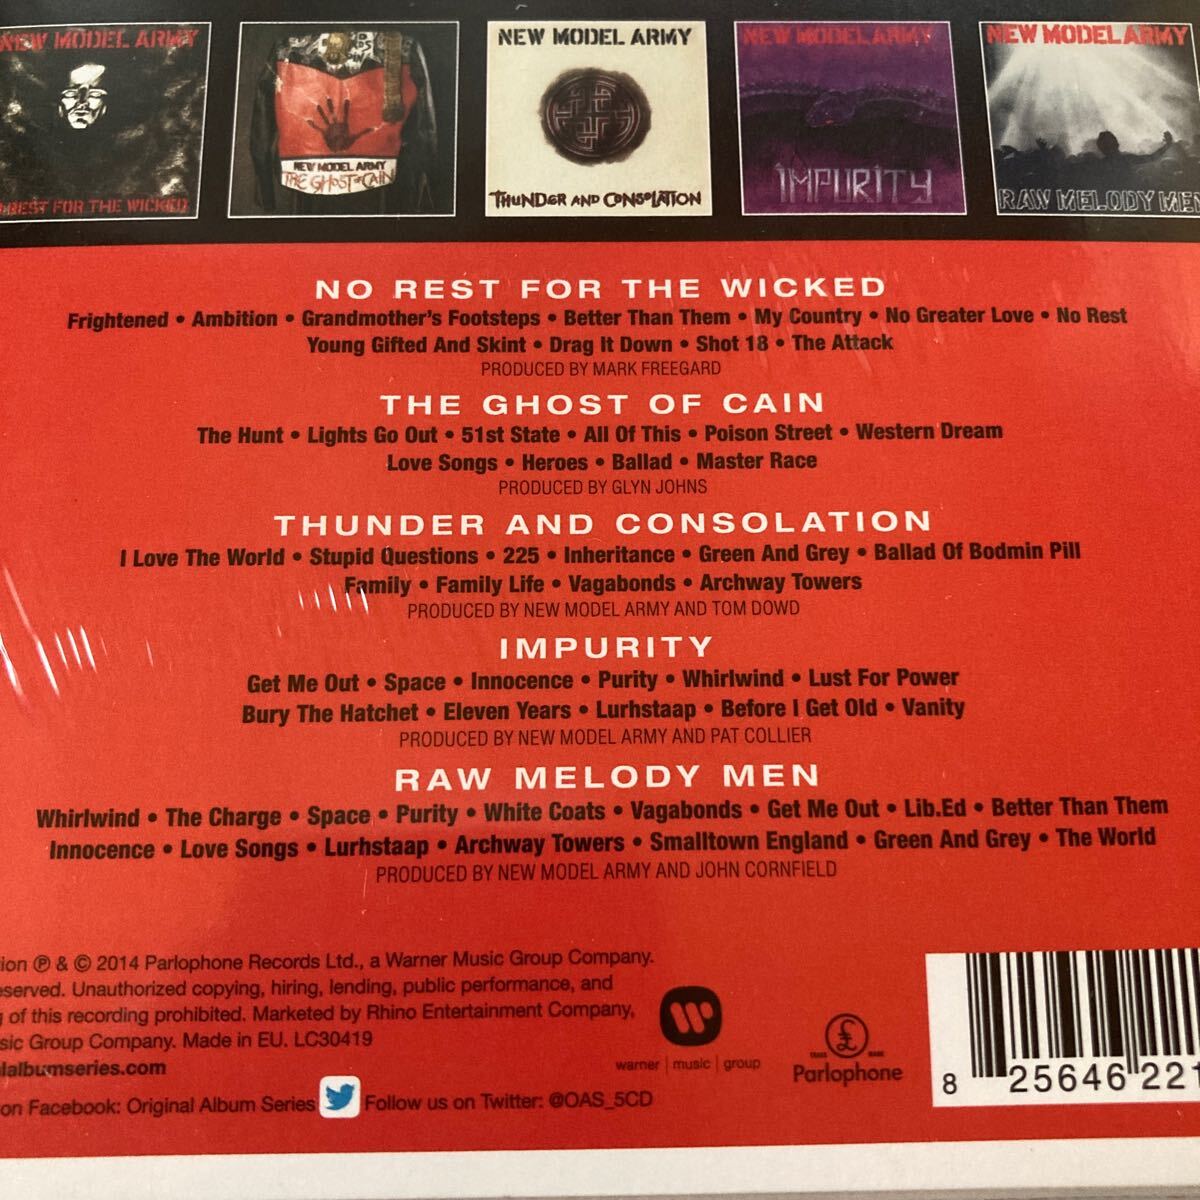 NEW MODEL ARMY
REST FOR THE WICKED
NEW MODEL ARMY
THE GHOST OF CAIN
NEW MODEL ARMY
THUNDER AND CONSOLATION
NEW MODEL ARMY
IMPURITY
NEW MODEL ARMY
RAW MELODY MEN
NO REST FOR THE WICKED
Frightened • Ambition • Grandmother's Footsteps • Better Than Them • My Country • No Greater Love • No Rest
Young Gifted And Skint • Drag It Down • Shot 18 • The Attack
PRODUCED BY MARK FREEGARD
THE GHOST OF CAIN
The Hunt • Lights Go Out • 51st State • All Of This • Poison Street • Western Dream
Love Songs • Heroes • Ballad • Master Race
PRODUCED BY GLYN JOHNS
THUNDER AND CONSOLATION
I Love The World • Stupid Questions • 225 • Inheritance • Green And Grey • Ballad Of Bodmin Pill
Family • Family Life • Vagabonds • Archway Towers
PRODUCED BY NEW MODEL ARMY AND TOM DOWD
IMPURITY
Get Me Out • Space • Innocence • Purity • Whirlwind • Lust For Power
Bury The Hatchet • Eleven Years • Lurhstaap • Before I Get Old • Vanity
PRODUCED BY NEW MODEL ARMY AND PAT COLLIER
RAW MELODY MEN
Whirlwind • The Charge • Space • Purity • White Coats • Vagabonds • Get Me Out • Lib.Ed • Better Than Them
Innocence • Love Songs • Lurhstaap • Archway Towers • Smalltown England • Green And Grey • The World
PRODUCED BY NEW MODEL ARMY AND JOHN CORNFIELD
ion ℗ & © 2014 Parlophone Records Ltd., a Warner Music Group Company.
eserved. Unauthorized copying, hiring, lending, public performance, and
g of this recording prohibited. Marketed by Rhino Entertainment Company,
sic Group Company. Made in EU. LC30419
lalbumseries.com
on Facebook: Original Album Series Follow us on Twitter: @OAS_5CD
warner | music | group
£
TRADE MARK
Parlophone
8 25646 221